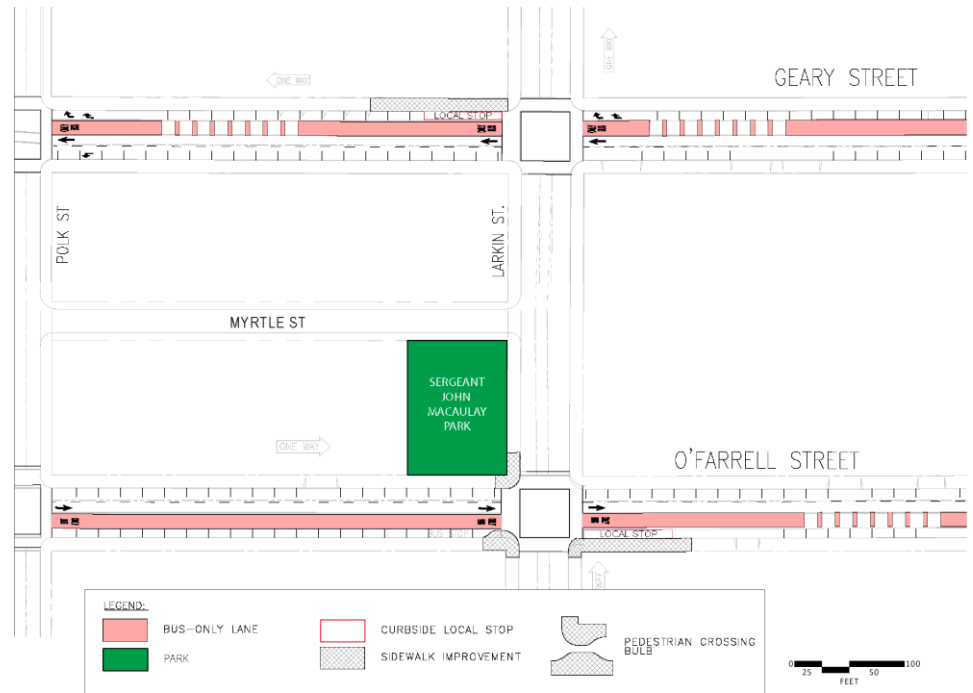 ONE WAY
ONE WAY
GEARY STREET
LOCAL STOP
POLK ST
LARKIN ST.
MYRTLE ST
SERGEANT
JOHN
MACAULAY
PARK
ONE WAY
O'FARRELL STREET
BUS STOP
LOCAL STOP
WAY
LEGEND:
BUS-ONLY LANE
PARK
CURBSIDE LOCAL STOP
SIDEWALK IMPROVEMENT
PEDESTRIAN CROSSING
BULB
0 25 50 100
FEET